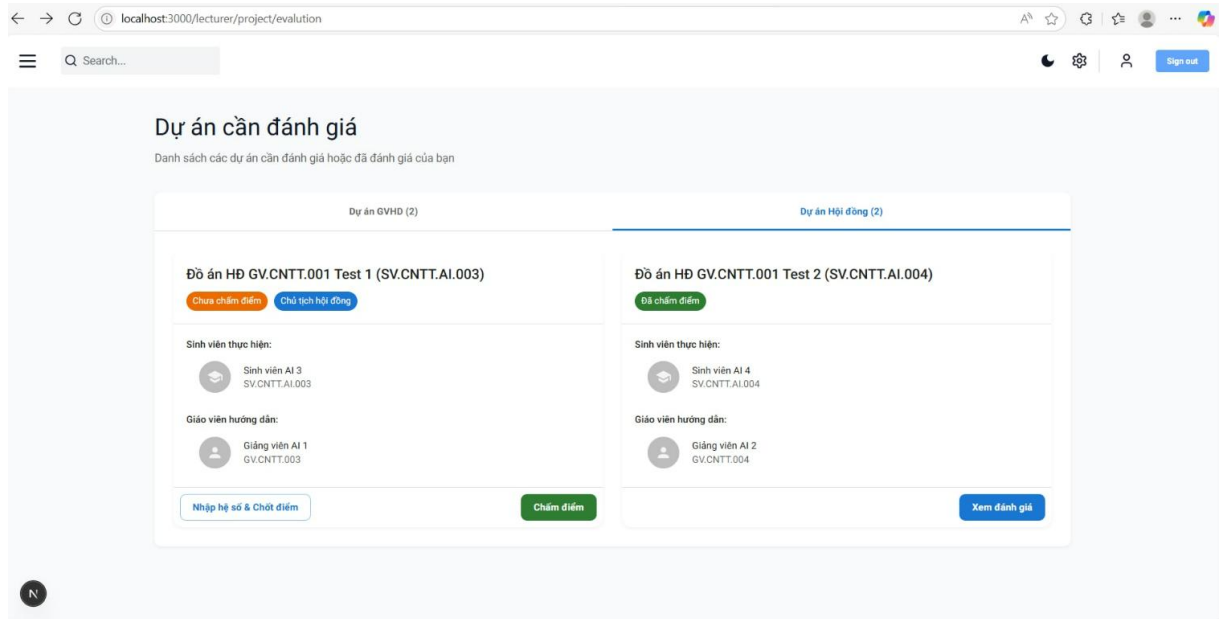 localhost:3000/lecturer/project/evalution
Search...
Sign out
Dự án cần đánh giá
Danh sách các dự án cần đánh giá hoặc đã đánh giá của bạn
Dự án GVHD (2)
Dự án Hội đồng (2)
Đồ án HĐ GV.CNTT.001 Test 1 (SV.CNTT.AI.003)
Chưa chấm điểm
Chủ tịch hội đồng
Sinh viên thực hiện:
Sinh viên AI 3
SV.CNTT.AI.003
Giáo viên hướng dẫn:
Giảng viên AI 1
GV.CNTT.003
Nhập hệ số & Chốt điểm
Chấm điểm
Đồ án HĐ GV.CNTT.001 Test 2 (SV.CNTT.AI.004)
Đã chấm điểm
Sinh viên thực hiện:
Sinh viên AI 4
SV.CNTT.AI.004
Giáo viên hướng dẫn:
Giảng viên AI 2
GV.CNTT.004
Xem đánh giá
N